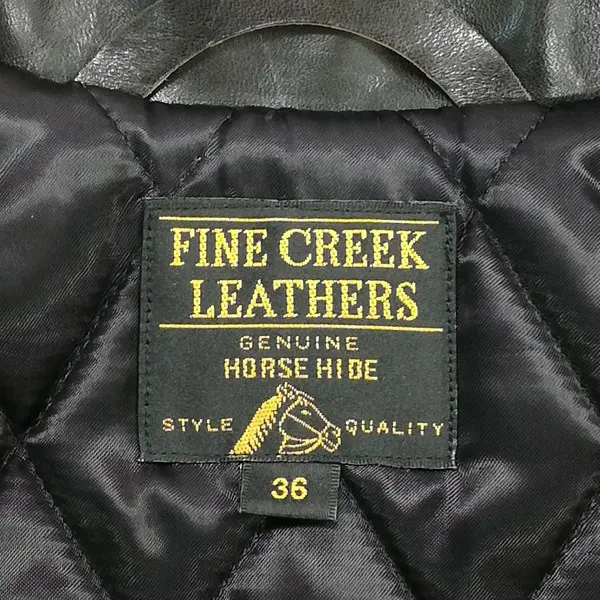 FINE CREEK
LEATHERS
GENUINE
HORSE HIDE
STYLE QUALITY
36